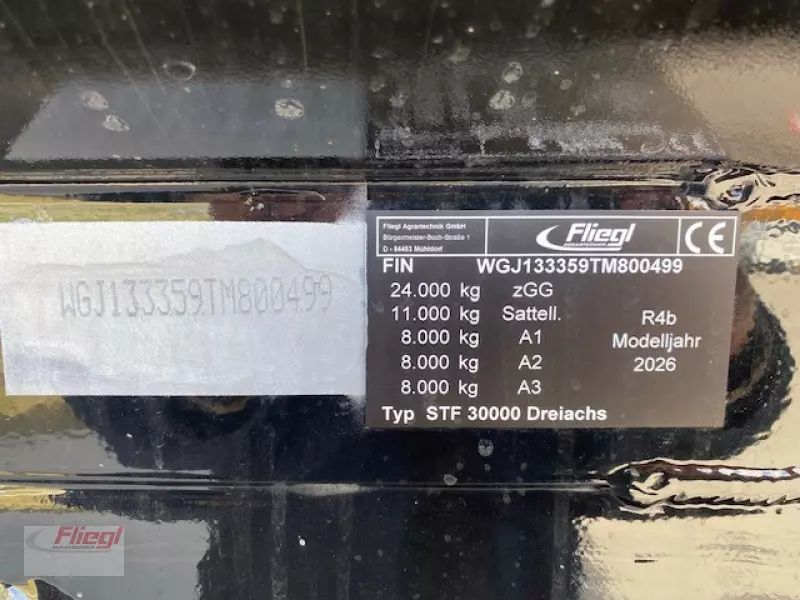 WGJ133359TM800499
Fliegl Agrartechnik GmbH
Bürgermeister-Boch-Straße 1
D - 84453 Mühldorf
Fliegl
AGRARTECHNIK
CE
FIN WGJ133359TM800499
24.000 kg zGG
11.000 kg Sattell.
8.000 kg A1
8.000 kg A2
8.000 kg A3
R4b
Modelljahr
2026
Typ STF 30000 Dreiachs
Fliegl
AGRARTECHNIK